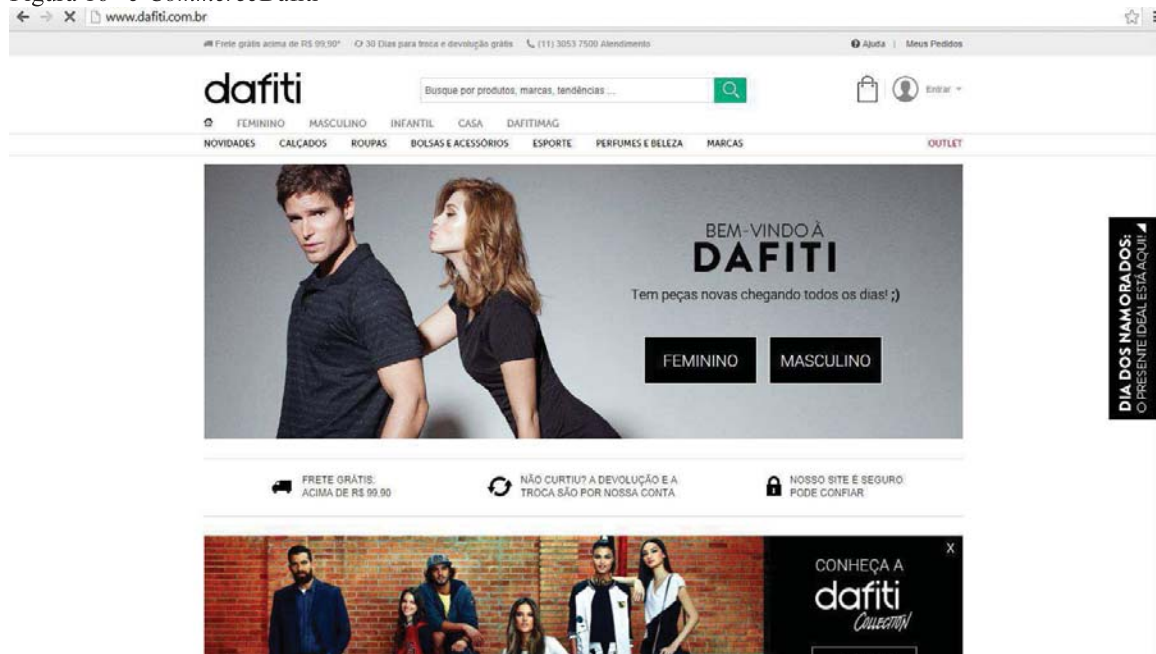 Figura 10 - e-Commerce Dafiti
www.dafiti.com.br
Frete grátis acima de R$ 99,90* 30 Dias para troca e devolução grátis (11) 3053 7500 Atendimento Ajuda | Meus Pedidos
dafiti
Busque por produtos, marcas, tendências ...
Entrar
FEMININO MASCULINO INFANTIL CASA DAFITIMAG
NOVIDADES CALÇADOS ROUPAS BOLSAS E ACESSÓRIOS ESPORTE PERFUMES E BELEZA MARCAS OUTLET
BEM-VINDO À
DAFITI
Tem peças novas chegando todos os dias! ;)
FEMININO MASCULINO
DIA DOS NAMORADOS:
O PRESENTE IDEAL ESTÁ AQUI!
FRETE GRÁTIS:
ACIMA DE R$ 99,90
NÃO CURTIU? A DEVOLUÇÃO E A
TROCA SÃO POR NOSSA CONTA
NOSSO SITE É SEGURO
PODE CONFIAR
X
CONHEÇA A
dafiti
COLLECTION